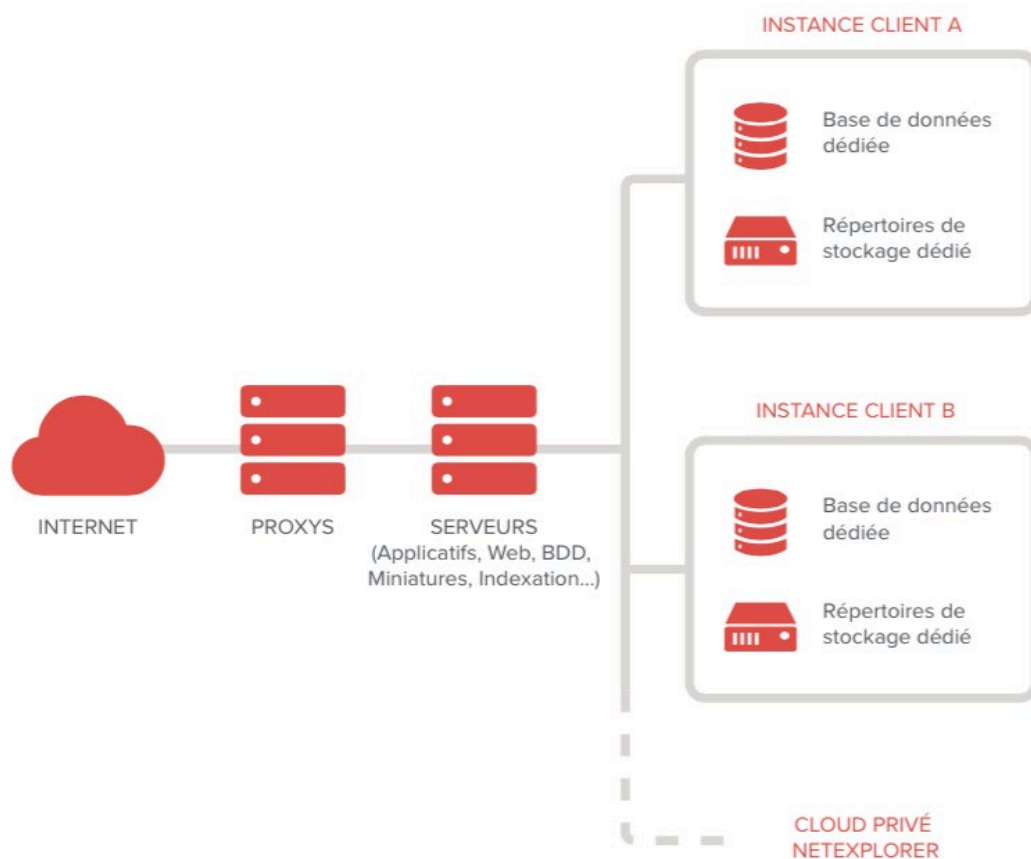 INSTANCE CLIENT A
Base de données
dédiée
Répertoires de
stockage dédié
INTERNET
PROXYS
SERVEURS
(Applicatifs, Web, BDD,
Miniatures, Indexation...)
INSTANCE CLIENT B
Base de données
dédiée
Répertoires de
stockage dédié
CLOUD PRIVÉ
NETEXPLORER